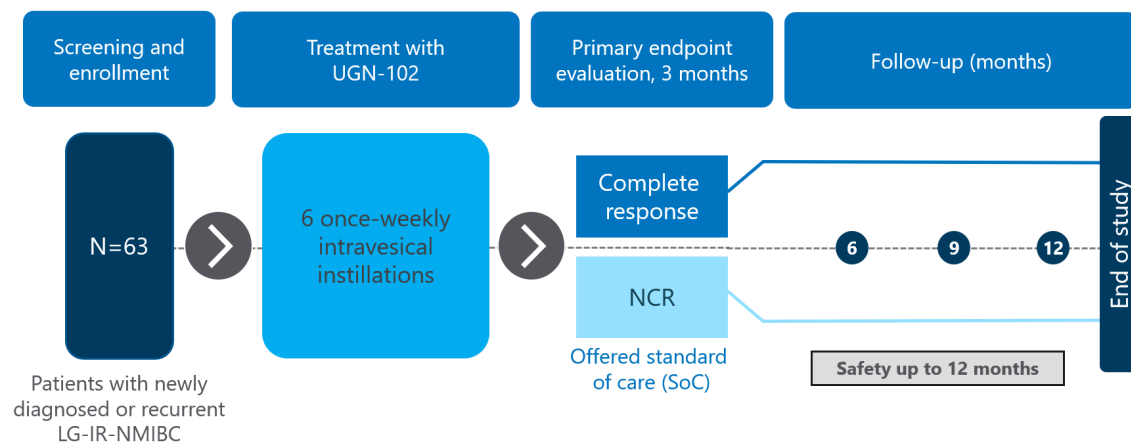 Screening and
enrollment
Treatment with
UGN-102
Primary endpoint
evaluation, 3 months
Follow-up (months)
N=63
6 once-weekly
intravesical
instillations
Complete
response
NCR
6
9
12
End of study
Offered standard
of care (SoC)
Safety up to 12 months
Patients with newly
diagnosed or recurrent
LG-IR-NMIBC